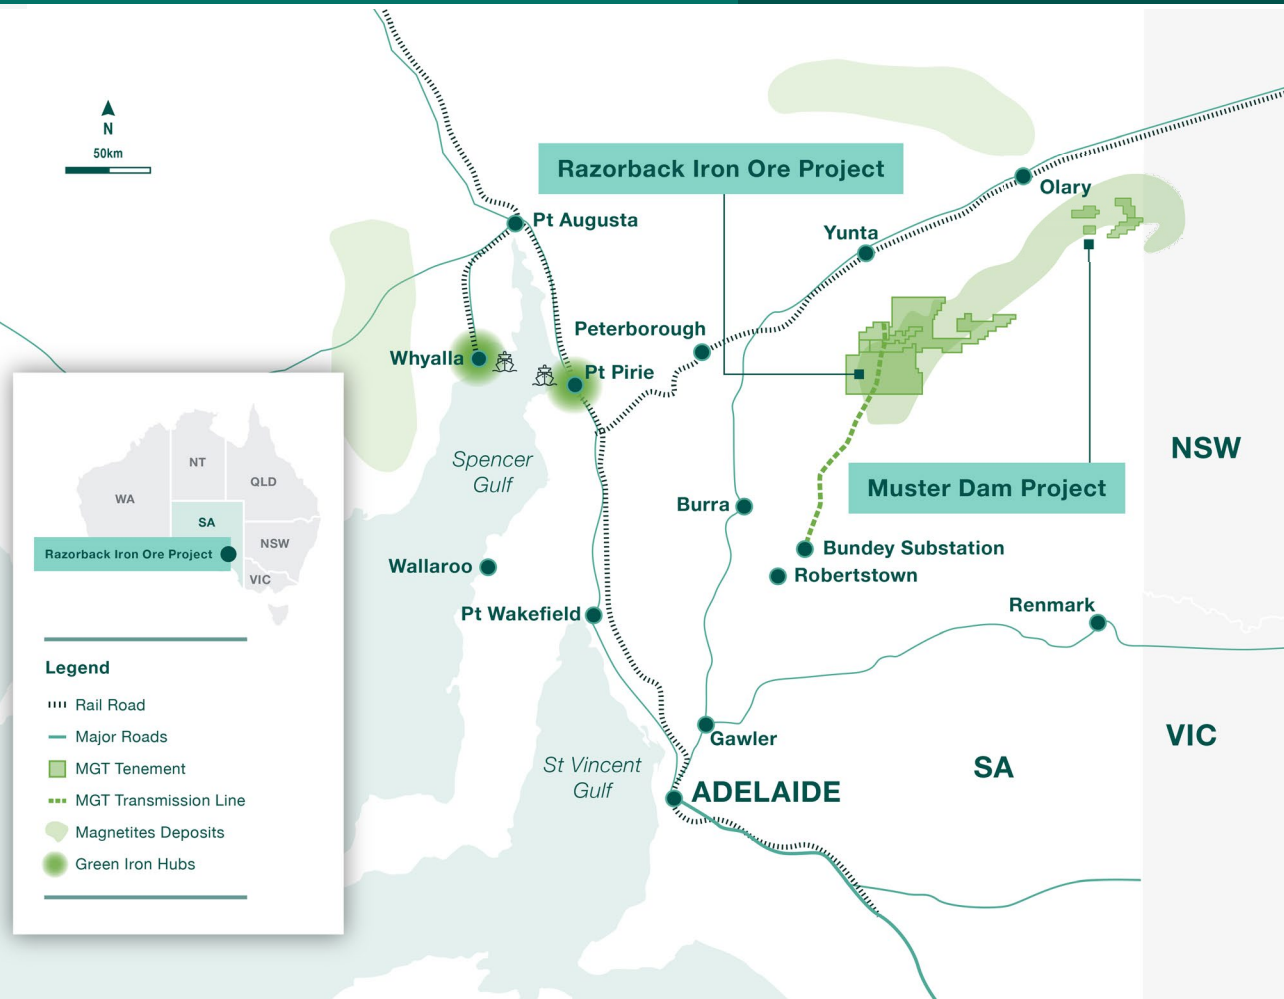 N
50km
Razorback Iron Ore Project
Olary
Pt Augusta
Yunta
Peterborough
Whyalla
Pt Pirie
NSW
Spencer
Gulf
Muster Dam Project
Burra
Bundey Substation
Wallaroo
Robertstown
Renmark
Pt Wakefield
Gawler
VIC
St Vincent
Gulf
SA
ADELAIDE
NT
QLD
WA
SA
NSW
Razorback Iron Ore Project
VIC
Legend
Rail Road
Major Roads
MGT Tenement
MGT Transmission Line
Magnetites Deposits
Green Iron Hubs